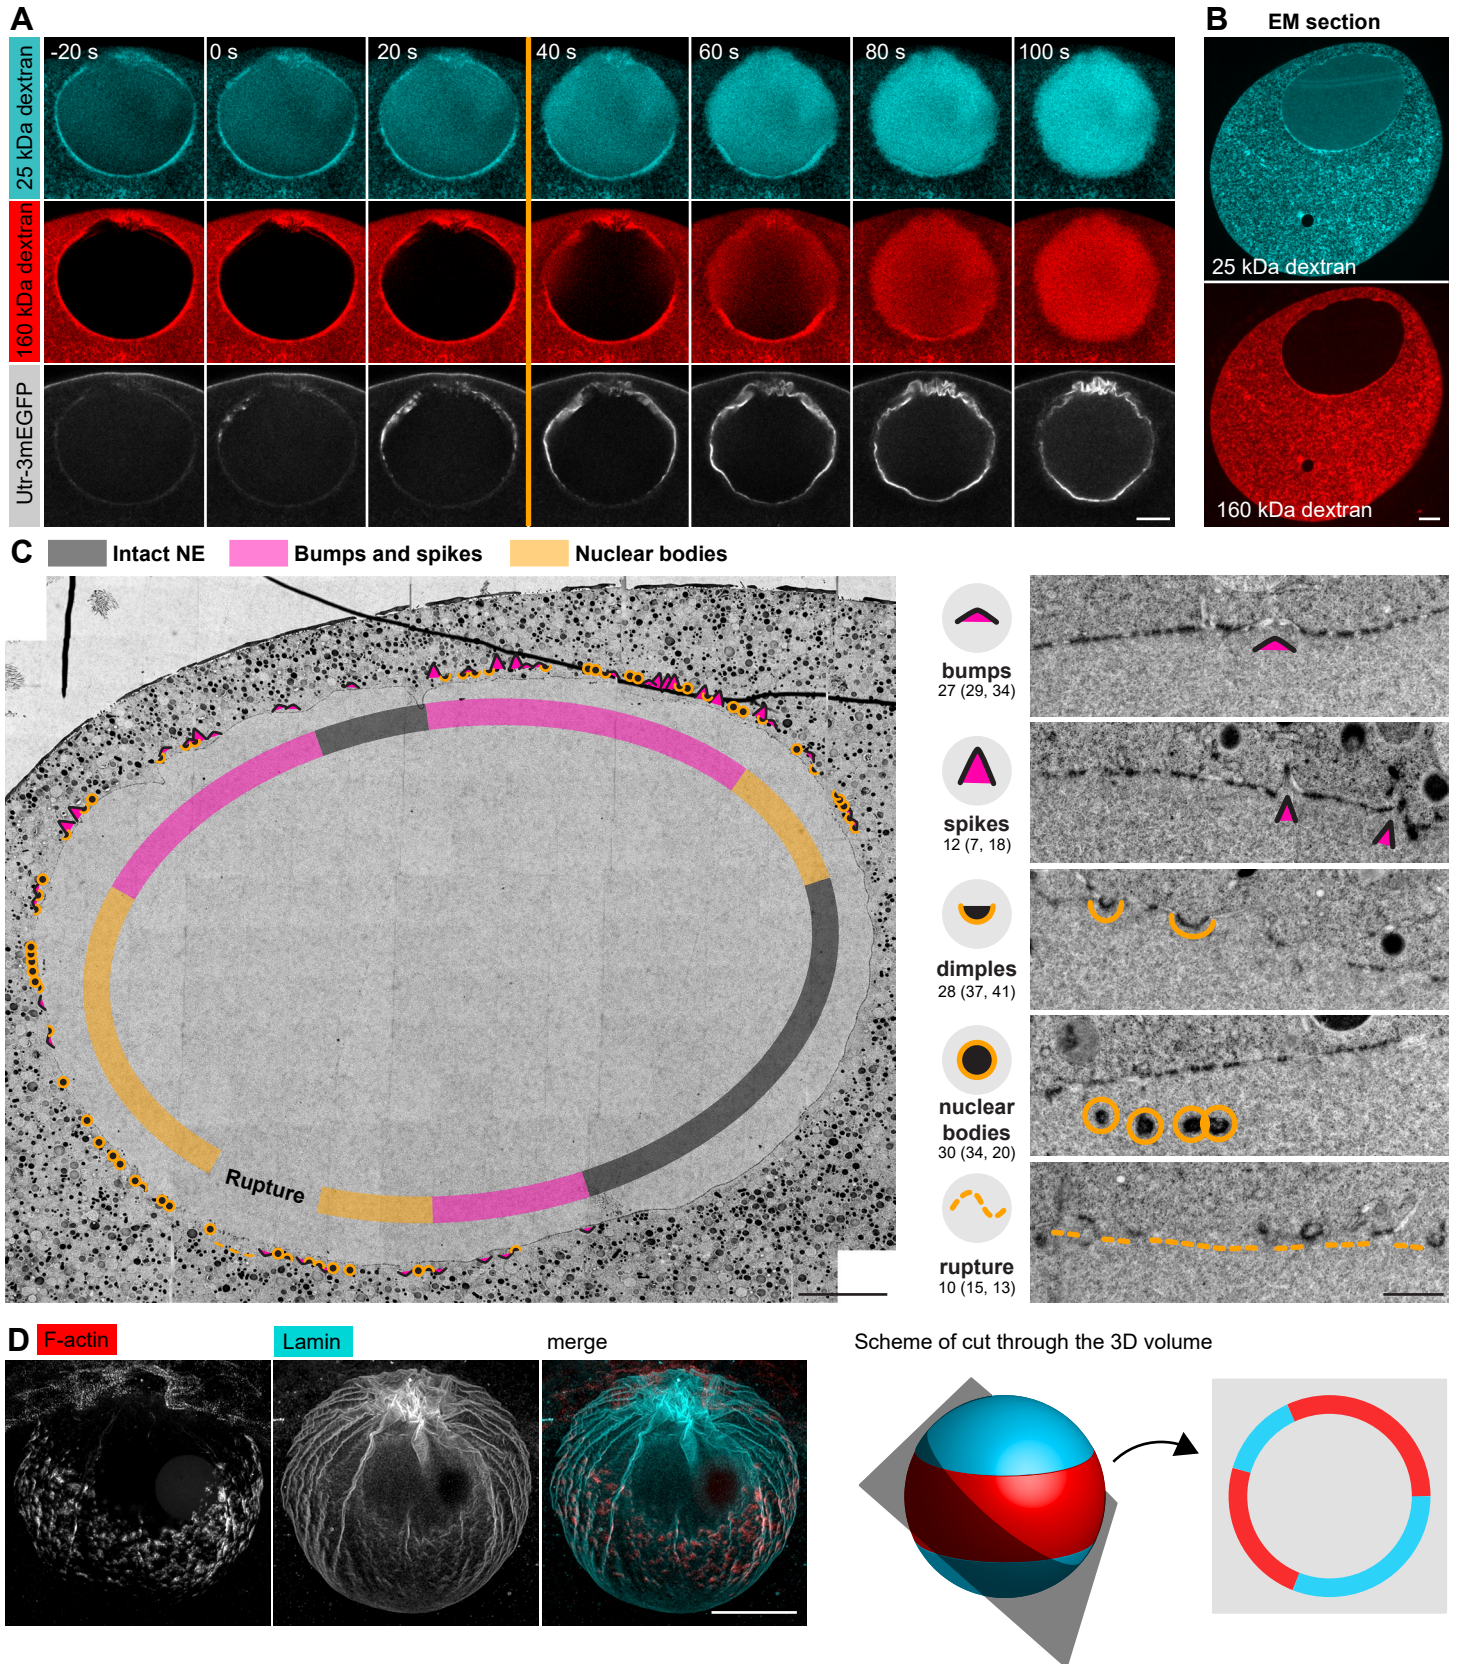 A
-20 s
0 s
20 s
40 s
60 s
80 s
100 s
25 kDa dextran
160 kDa dextran
Utr-3mEGFP
B
EM section
25 kDa dextran
160 kDa dextran
C
Intact NE
Bumps and spikes
Nuclear bodies
Rupture
bumps
27 (29, 34)
spikes
12 (7, 18)
dimples
28 (37, 41)
nuclear
bodies
30 (34, 20)
rupture
10 (15, 13)
D
F-actin
Lamin
merge
Scheme of cut through the 3D volume